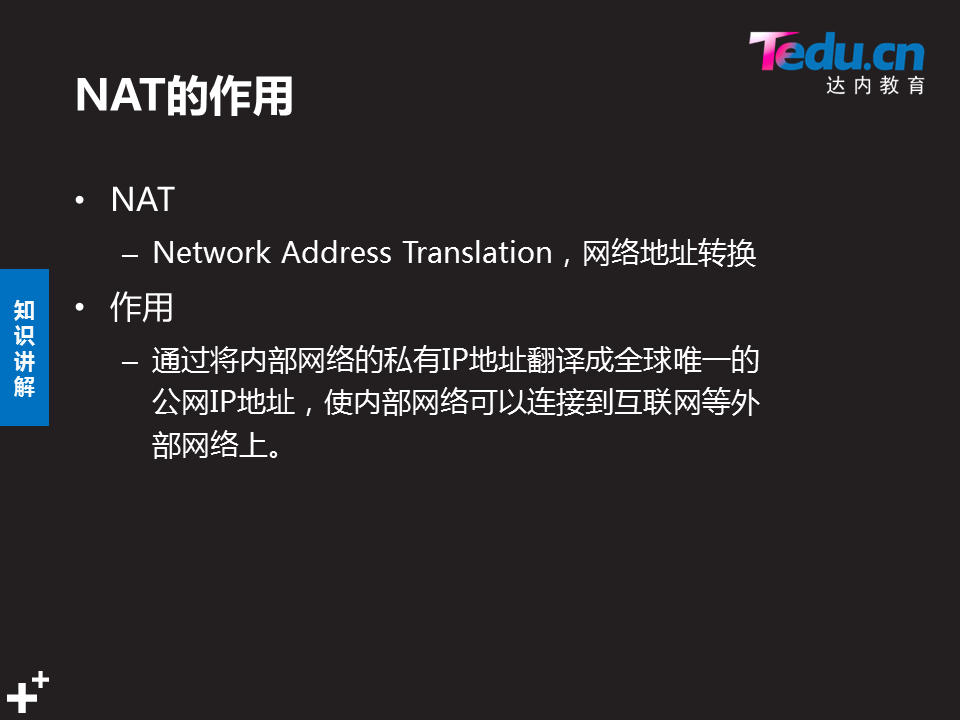 Tedu.cn
达内教育
NAT的作用
• NAT
– Network Address Translation，网络地址转换
• 作用
– 通过将内部网络的私有IP地址翻译成全球唯一的
公网IP地址，使内部网络可以连接到互联网等外
部网络上。
知识讲解